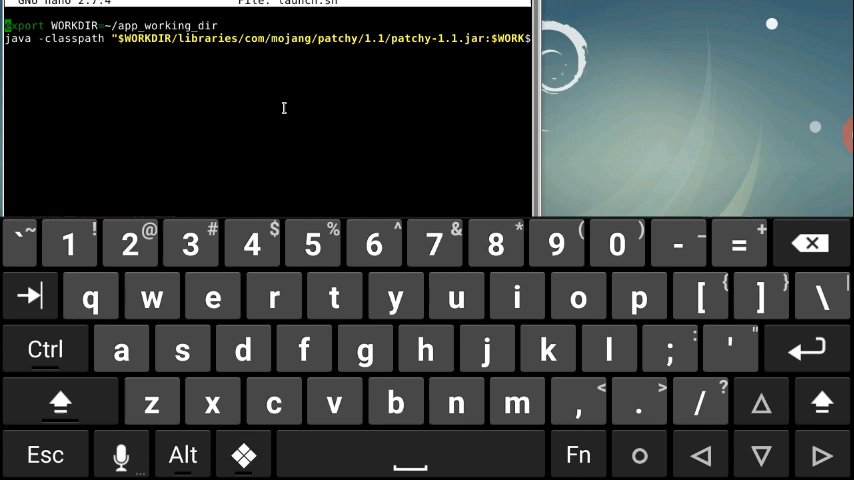 GNU nano 2.7.4 File: launch.sh
export WORKDIR=~/app_working_dir
java -classpath "$WORKDIR/libraries/com/mojang/patchy/1.1/patchy-1.1.jar:$WORK$
` ~ 1 ! 2 @ 3 # 4 $ 5 % 6 ^ 7 & 8 * 9 ( 0 ) - _ = +
q w e r t y u i o p [ { ] } \ |
Ctrl a s d f g h j k l ; : ' "
z x c v b n m , < . > / ?
Esc ... Alt Fn